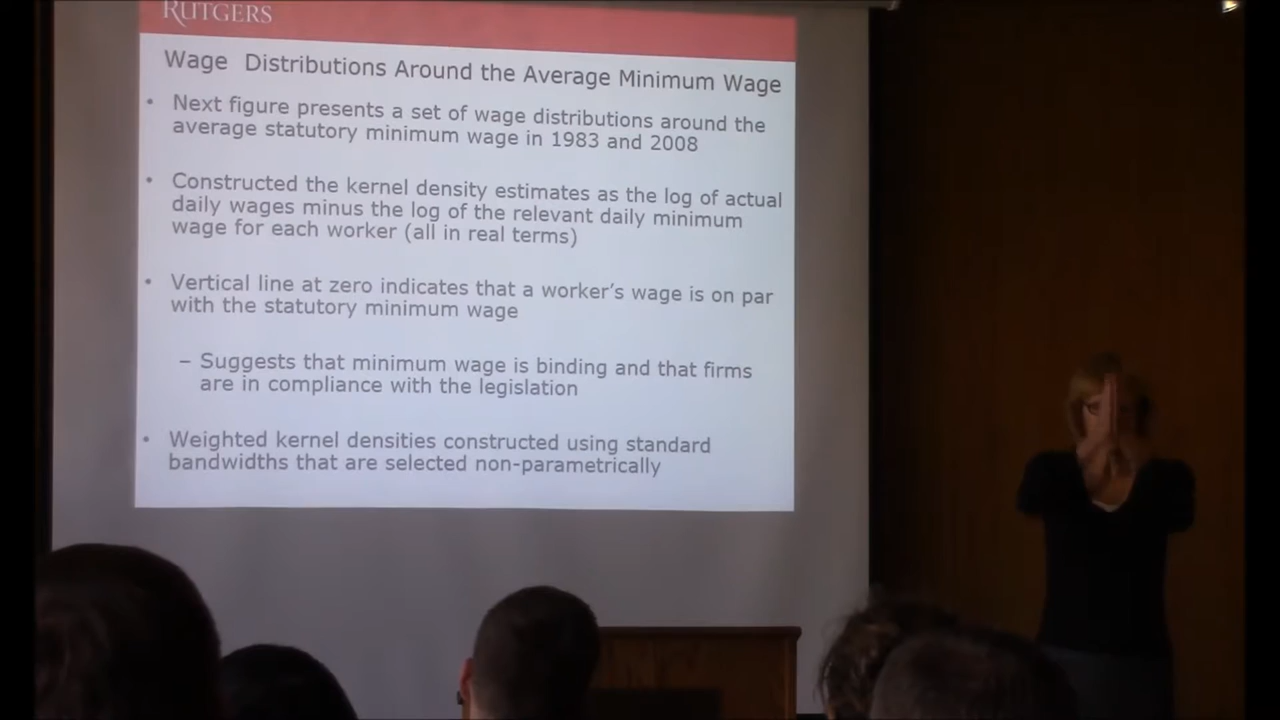 RUTGERS
Wage Distributions Around the Average Minimum Wage
• Next figure presents a set of wage distributions around the
average statutory minimum wage in 1983 and 2008
• Constructed the kernel density estimates as the log of actual
daily wages minus the log of the relevant daily minimum
wage for each worker (all in real terms)
• Vertical line at zero indicates that a worker's wage is on par
with the statutory minimum wage
– Suggests that minimum wage is binding and that firms
are in compliance with the legislation
• Weighted kernel densities constructed using standard
bandwidths that are selected non-parametrically